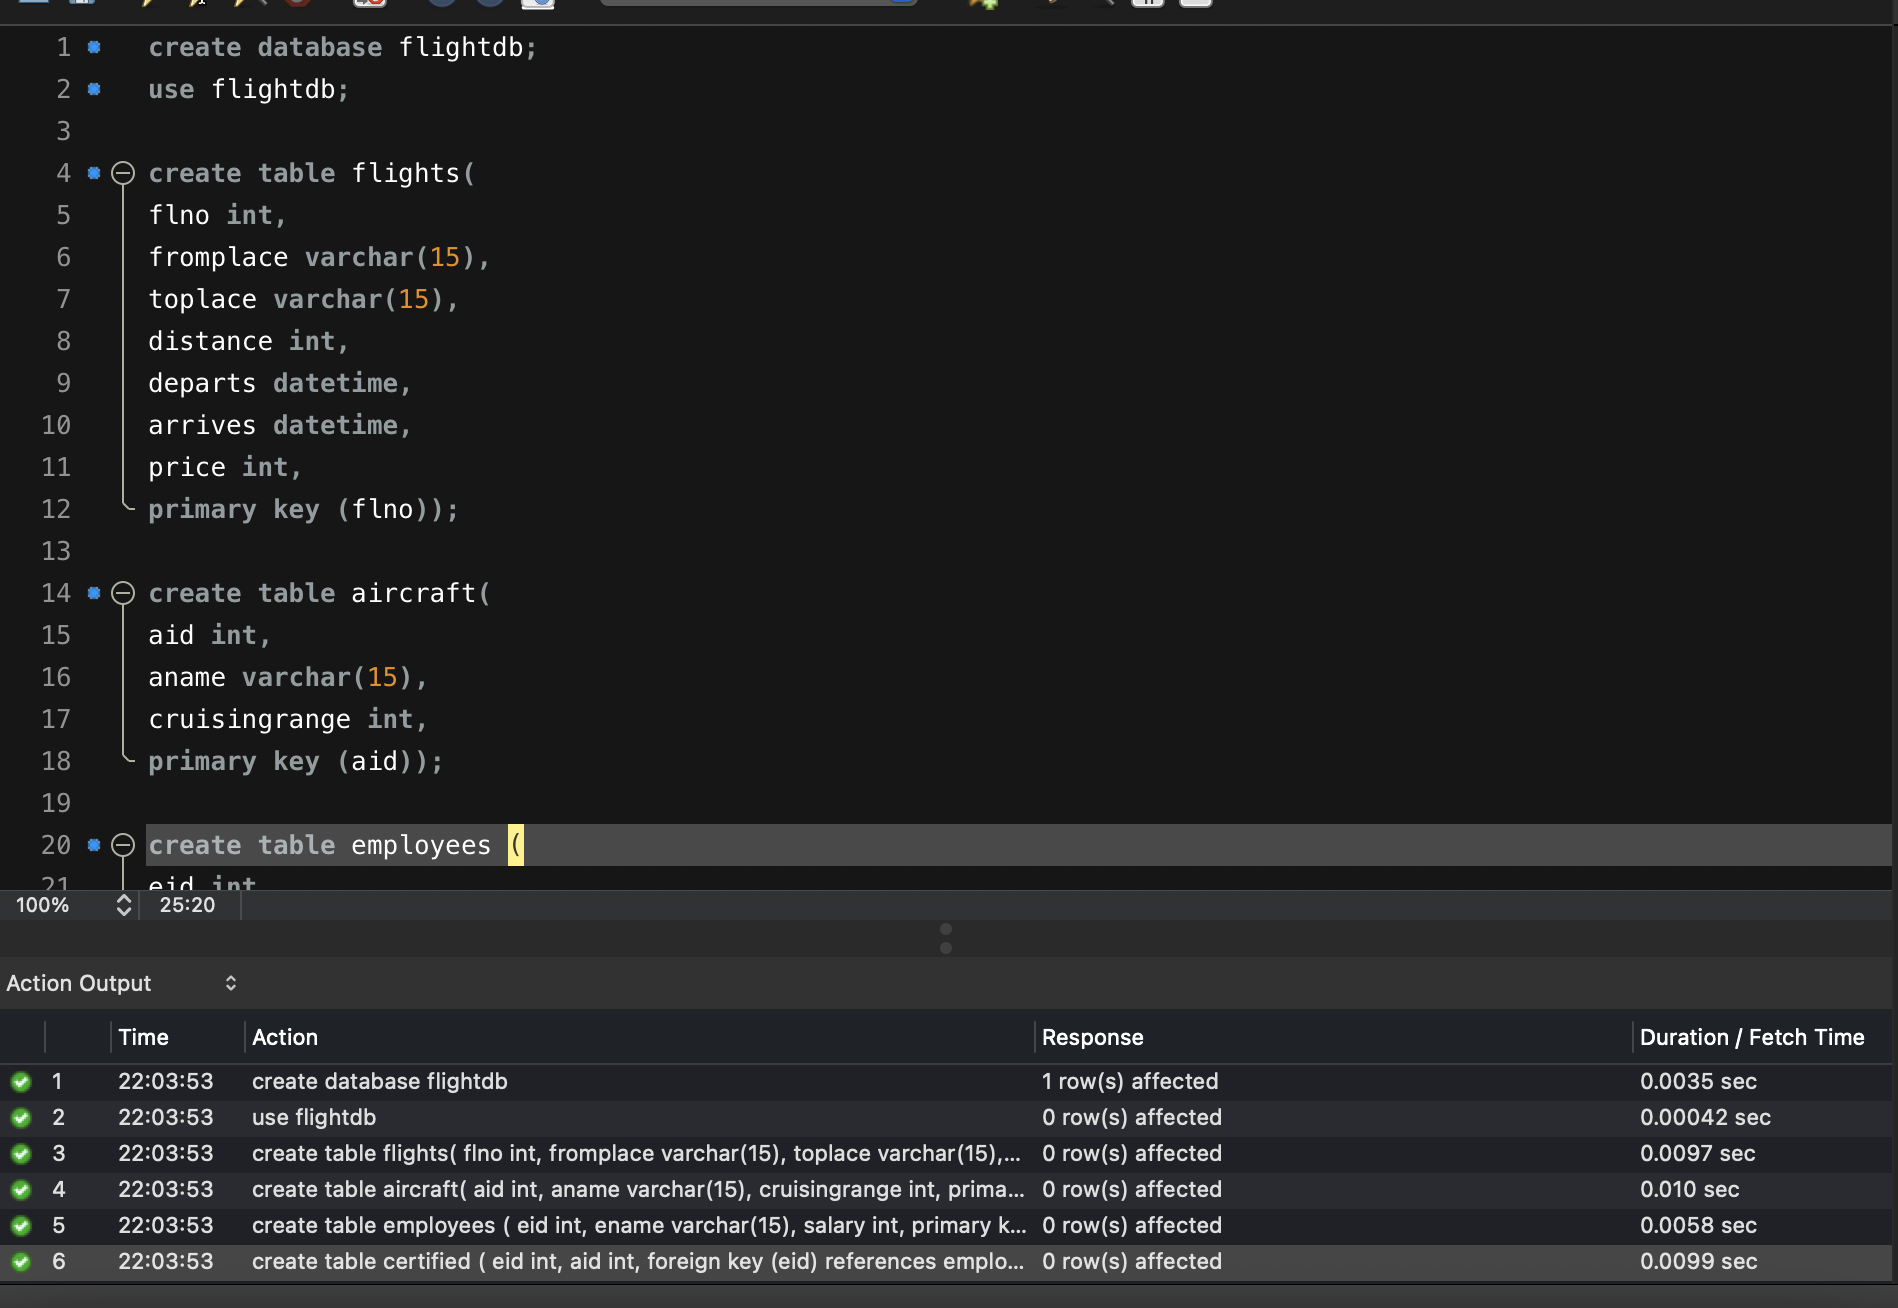 1 create database flightdb;
2 use flightdb;
3
4 create table flights(
5 flno int,
6 fromplace varchar(15),
7 toplace varchar(15),
8 distance int,
9 departs datetime,
10 arrives datetime,
11 price int,
12 primary key (flno));
13
14 create table aircraft(
15 aid int,
16 aname varchar(15),
17 cruisingrange int,
18 primary key (aid));
19
20 create table employees (
21 eid int
100% 25:20
Action Output
Time Action Response Duration / Fetch Time
1 22:03:53 create database flightdb 1 row(s) affected 0.0035 sec
2 22:03:53 use flightdb 0 row(s) affected 0.00042 sec
3 22:03:53 create table flights( flno int, fromplace varchar(15), toplace varchar(15),... 0 row(s) affected 0.0097 sec
4 22:03:53 create table aircraft( aid int, aname varchar(15), cruisingrange int, prima... 0 row(s) affected 0.010 sec
5 22:03:53 create table employees ( eid int, ename varchar(15), salary int, primary k... 0 row(s) affected 0.0058 sec
6 22:03:53 create table certified ( eid int, aid int, foreign key (eid) references emplo... 0 row(s) affected 0.0099 sec